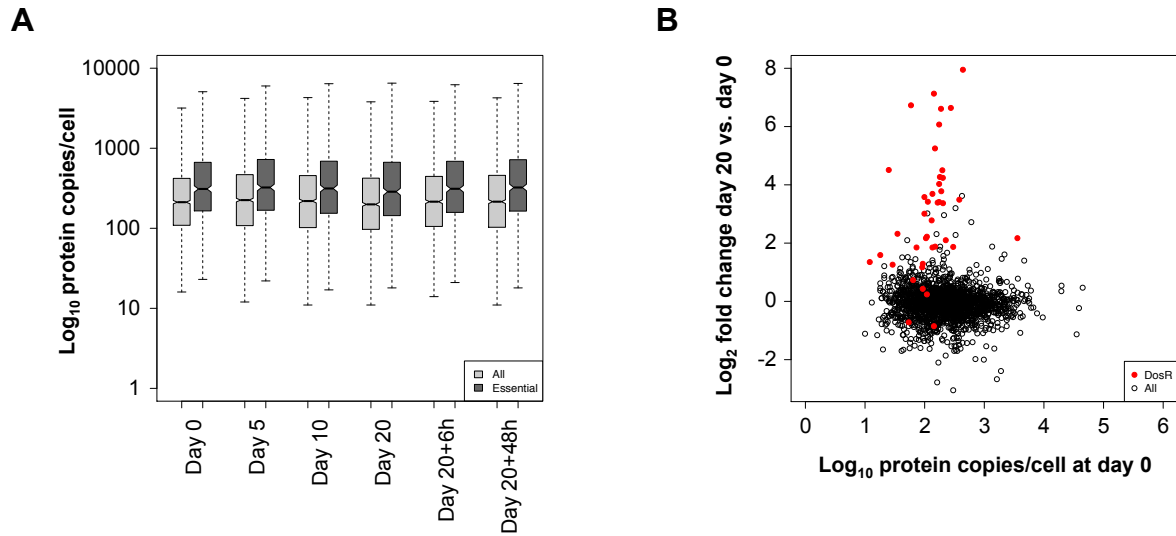 A
Log10 protein copies/cell
10000
1000
100
10
1
All
Essential
Day 0
Day 5
Day 10
Day 20
Day 20+6h
Day 20+48h
B
Log2 fold change day 20 vs. day 0
8
6
4
2
0
-2
DosR
All
0 1 2 3 4 5 6
Log10 protein copies/cell at day 0